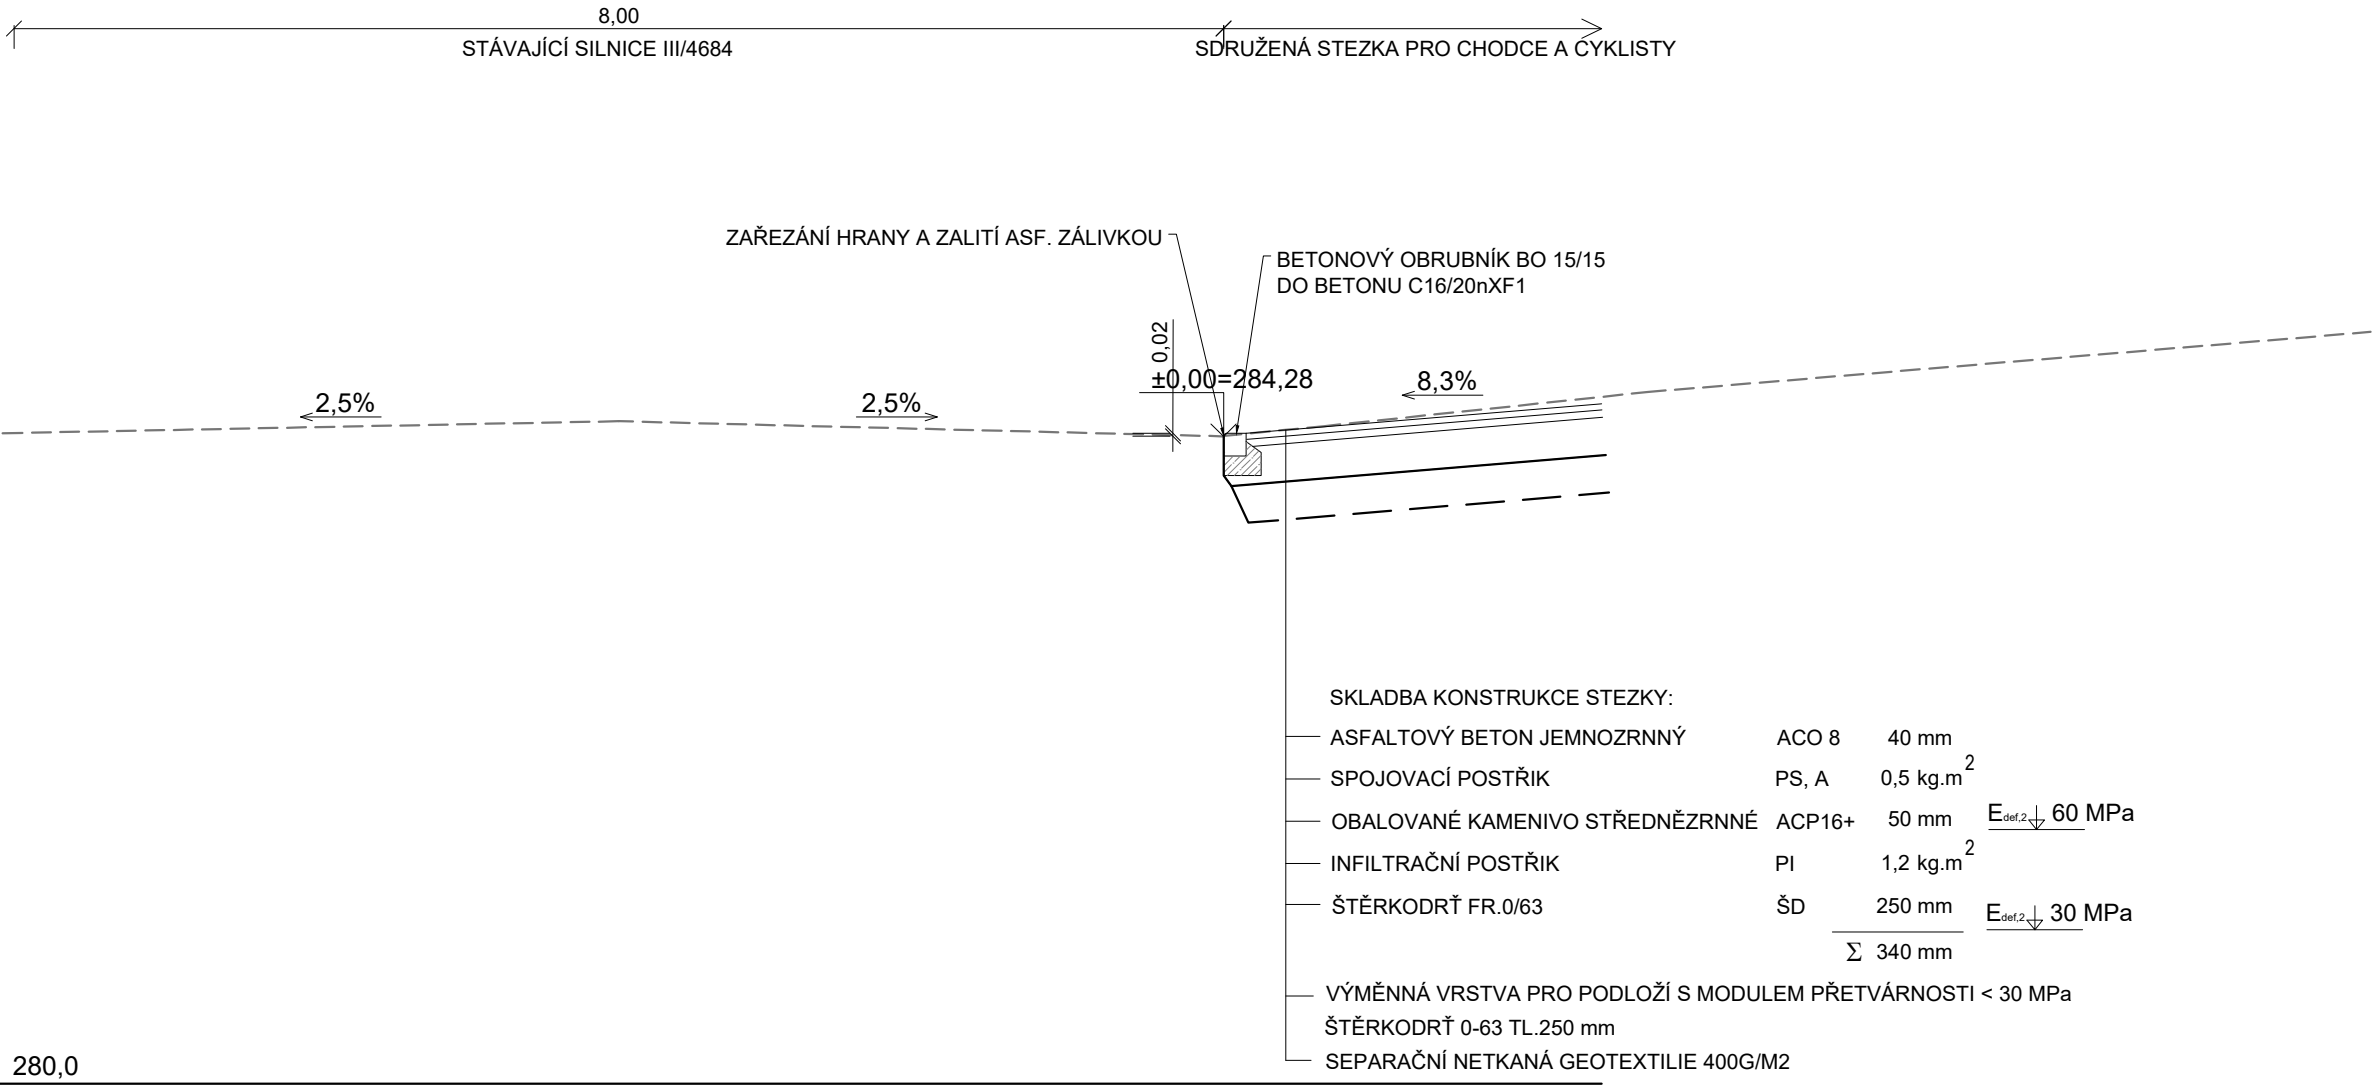 8,00
STÁVAJÍCÍ SILNICE III/4684
SDRUŽENÁ STEZKA PRO CHODCE A CYKLISTY
ZAŘEZÁNÍ HRANY A ZALITÍ ASF. ZÁLIVKOU
BETONOVÝ OBRUBNÍK BO 15/15
DO BETONU C16/20nXF1
0,02
±0,00=284,28
8,3%
2,5%
2,5%
SKLADBA KONSTRUKCE STEZKY:
ASFALTOVÝ BETON JEMNOZRNNÝ ACO 8 40 mm
SPOJOVACÍ POSTŘIK PS, A 0,5 kg.m²
OBALOVANÉ KAMENIVO STŘEDNĚZRNNÉ ACP16+ 50 mm Edef,2 60 MPa
INFILTRAČNÍ POSTŘIK PI 1,2 kg.m²
ŠTĚRKODRŤ FR.0/63 ŠD 250 mm Edef,2 30 MPa
Σ 340 mm
VÝMĚNNÁ VRSTVA PRO PODLOŽÍ S MODULEM PŘETVÁRNOSTI < 30 MPa
ŠTĚRKODRŤ 0-63 TL.250 mm
SEPARAČNÍ NETKANÁ GEOTEXTILIE 400G/M2
280,0